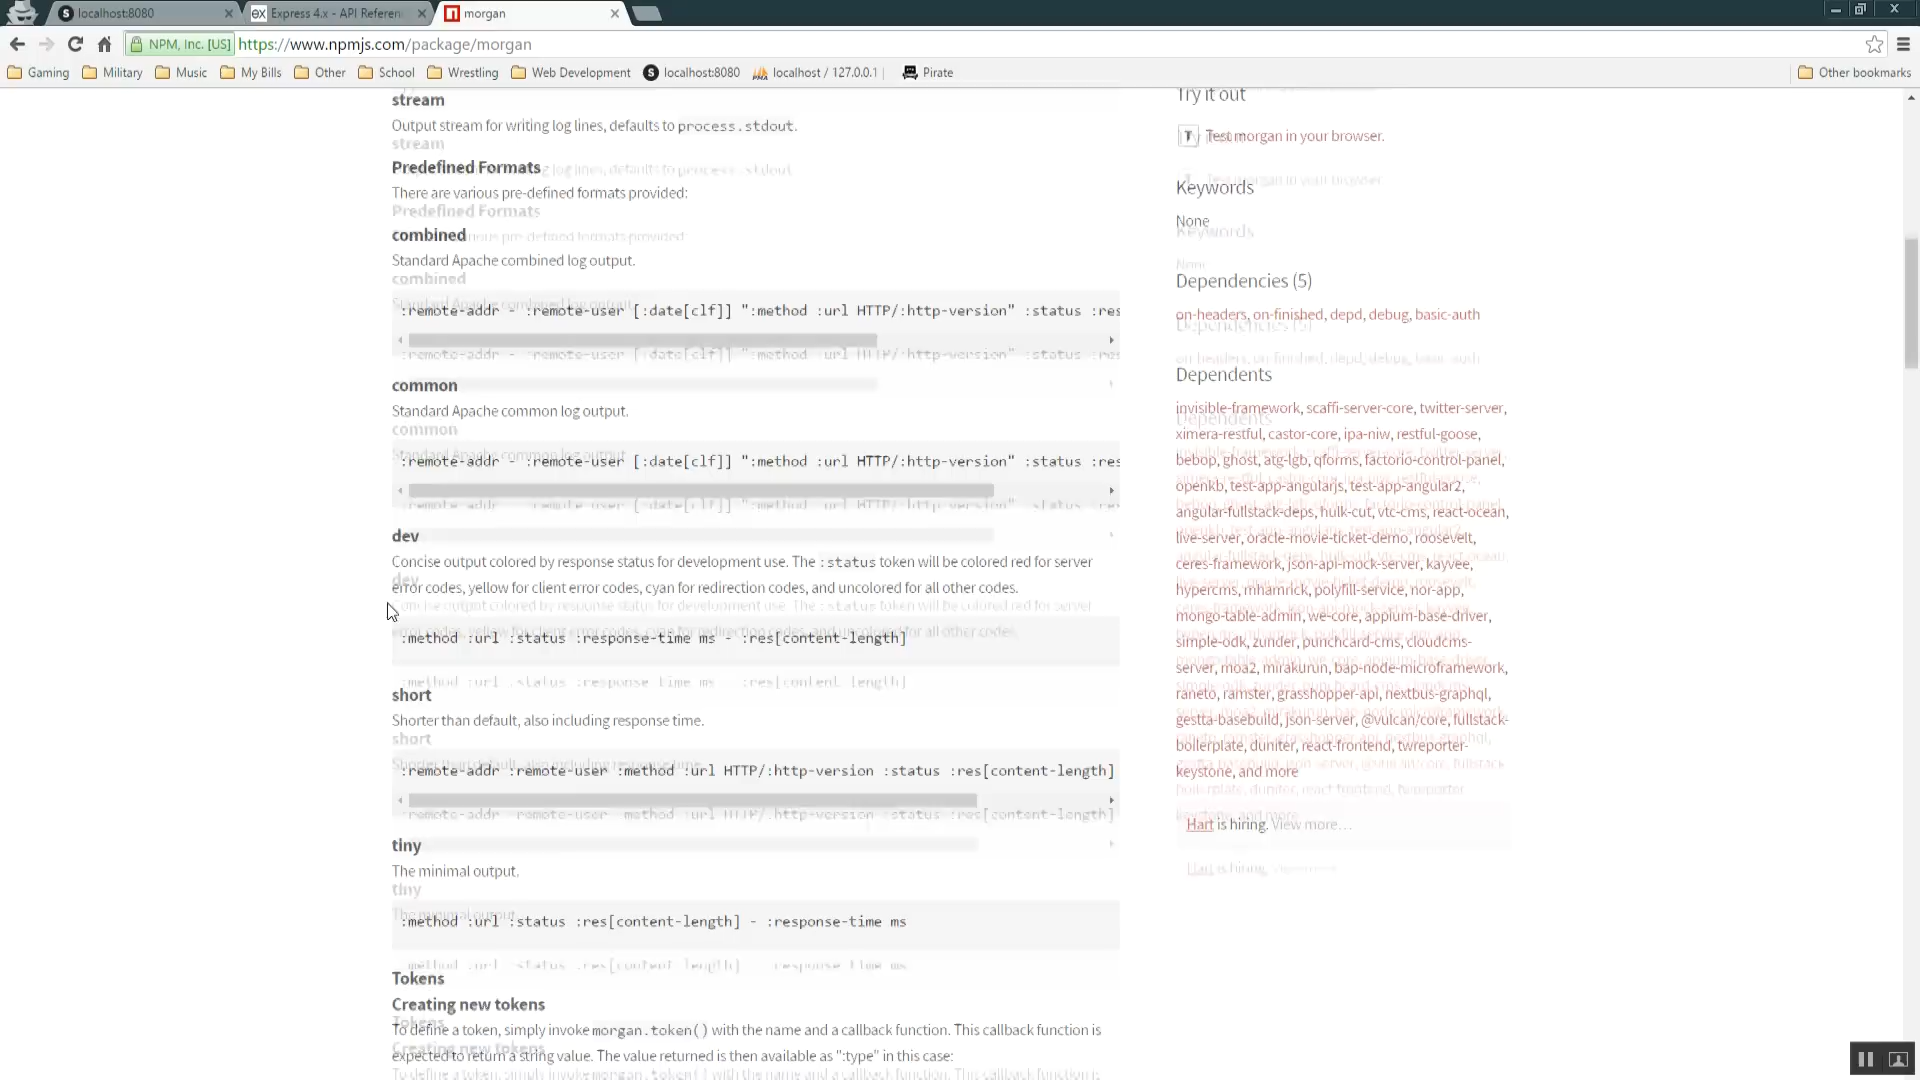 localhost:8080
Express 4.x - API Referen
morgan
NPM, Inc. [US] https://www.npmjs.com/package/morgan
Gaming Military Music My Bills Other School Wrestling Web Development localhost:8080 localhost / 127.0.0.1 Pirate Other bookmarks
stream
Output stream for writing log lines, defaults to process.stdout.
Predefined Formats
There are various pre-defined formats provided:
combined
Standard Apache combined log output.
:remote-addr - :remote-user [:date[clf]] ":method :url HTTP/:http-version" :status :res
common
Standard Apache common log output.
:remote-addr - :remote-user [:date[clf]] ":method :url HTTP/:http-version" :status :res
dev
Concise output colored by response status for development use. The :status token will be colored red for server
error codes, yellow for client error codes, cyan for redirection codes, and uncolored for all other codes.
:method :url :status :response-time ms - :res[content-length]
short
Shorter than default, also including response time.
:remote-addr :remote-user :method :url HTTP/:http-version :status :res[content-length]
tiny
The minimal output.
:method :url :status :res[content-length] - :response-time ms
Tokens
Creating new tokens
To define a token, simply invoke morgan.token() with the name and a callback function. This callback function is
expected to return a string value. The value returned is then available as ":type" in this case:
Try it out
Test morgan in your browser.
Keywords
None
Dependencies (5)
on-headers, on-finished, depd, debug, basic-auth
Dependents
invisible-framework, scaffi-server-core, twitter-server,
ximera-restful, castor-core, ipa-niw, restful-goose,
bebop, ghost, atg-lgb, qforms, factorio-control-panel,
openkb, test-app-angularjs, test-app-angular2,
angular-fullstack-deps, hulk-cut, vtc-cms, react-ocean,
live-server, oracle-movie-ticket-demo, roosevelt,
ceres-framework, json-api-mock-server, kayvee,
hypercms, mhamrick, polyfill-service, nor-app,
mongo-table-admin, we-core, appium-base-driver,
simple-odk, zunder, punchcard-cms, cloudcms-
server, moa2, mirakurun, bap-node-microframework,
raneto, ramster, grasshopper-api, nextbus-graphql,
gestta-basebuild, json-server, @vulcan/core, fullstack-
boilerplate, duniter, react-frontend, twreporter-
keystone, and more
Hart is hiring. View more…